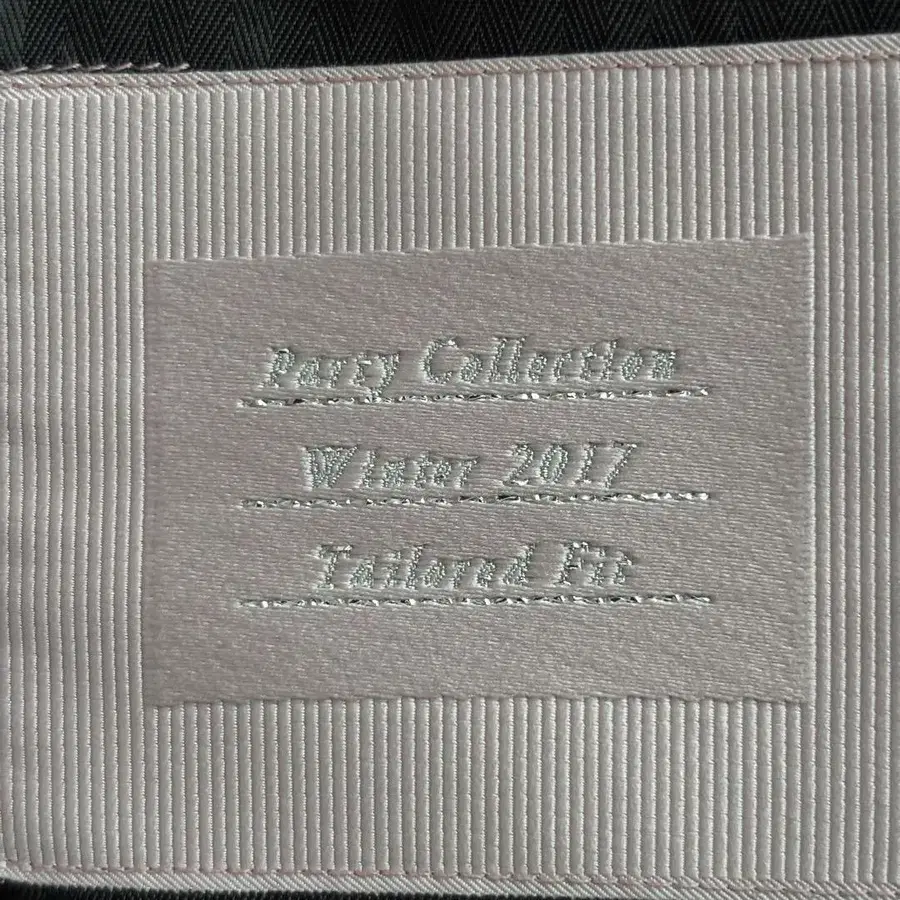 Party Collection
Winter 2017
Tailored Fit